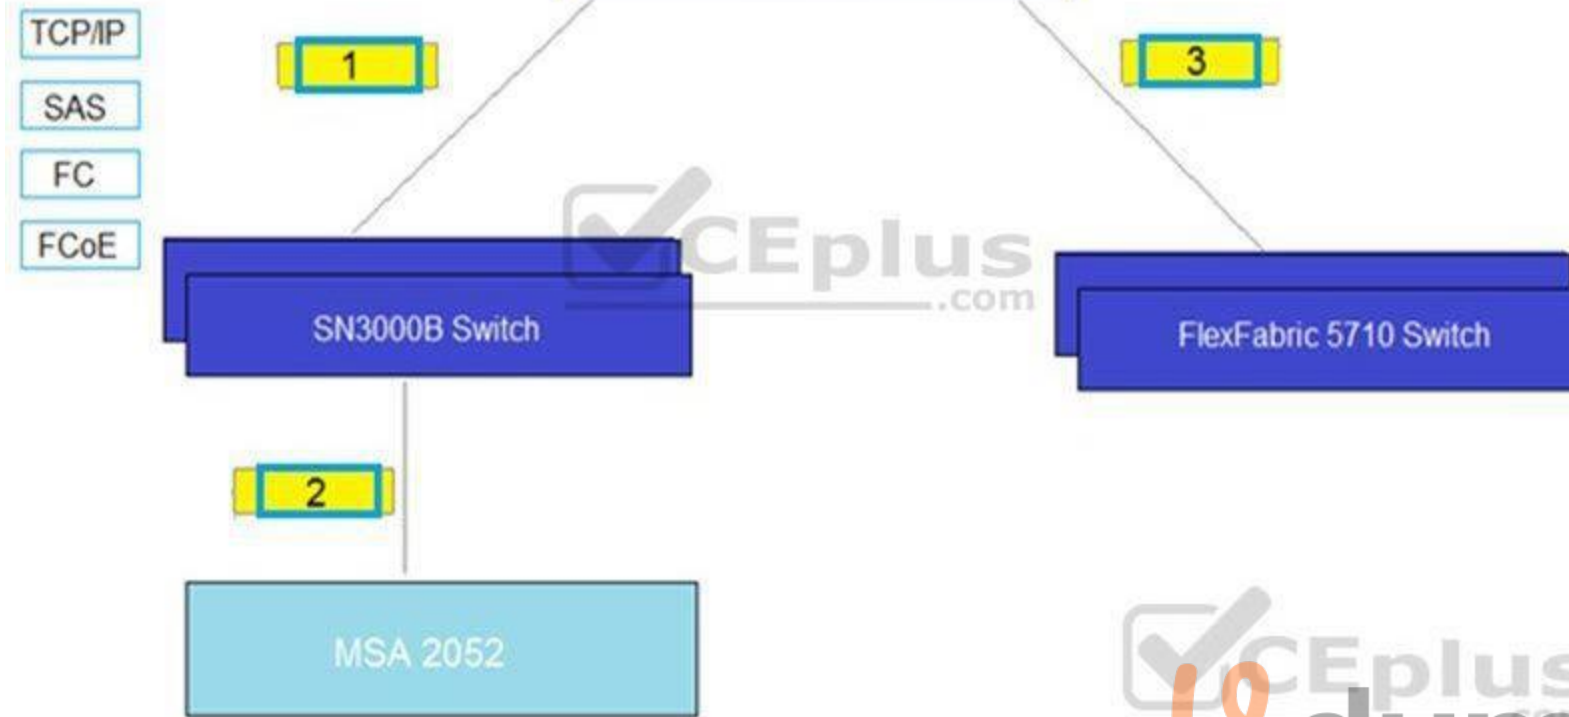 TCP/IP
SAS
FC
FCoE
1
3
CEplus
.com
SN3000B Switch
FlexFabric 5710 Switch
2
MSA 2052
CEplus